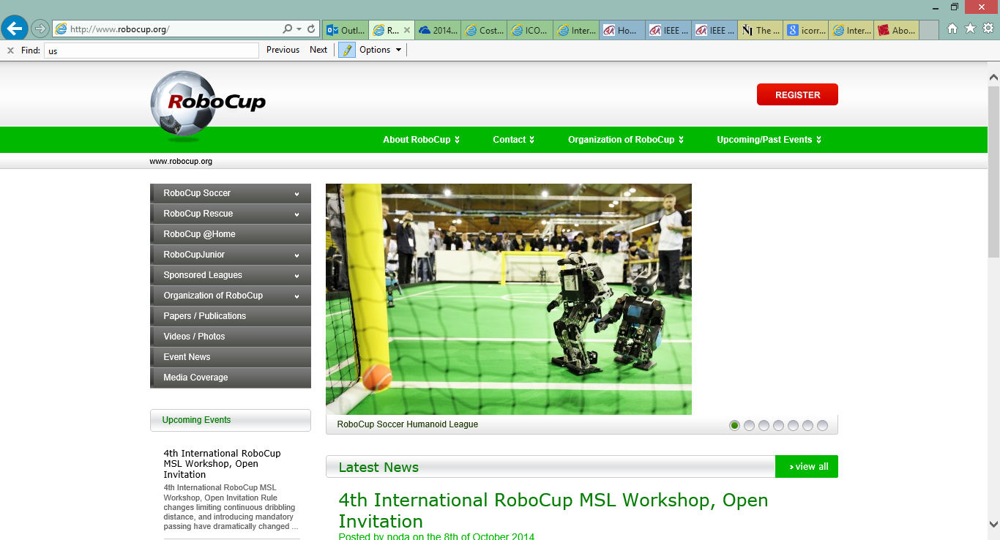 http://www.robocup.org/
Outl...
R...
2014...
Cost...
ICO...
Inter...
Ho...
IEEE ...
IEEE ...
The ...
icorr...
Inter...
Abo...
Find:
us
Previous
Next
Options
RoboCup
REGISTER
About RoboCup
Contact
Organization of RoboCup
Upcoming/Past Events
www.robocup.org
RoboCup Soccer
RoboCup Rescue
RoboCup @Home
RoboCupJunior
Sponsored Leagues
Organization of RoboCup
Papers / Publications
Videos / Photos
Event News
Media Coverage
RoboCup Soccer Humanoid League
Upcoming Events
4th International RoboCup
MSL Workshop, Open
Invitation
4th International RoboCup MSL
Workshop, Open Invitation Rule
changes limiting continuous dribbling
distance, and introducing mandatory
passing have dramatically changed ...
Latest News
view all
4th International RoboCup MSL Workshop, Open
Invitation
Posted by noda on the 8th of October 2014